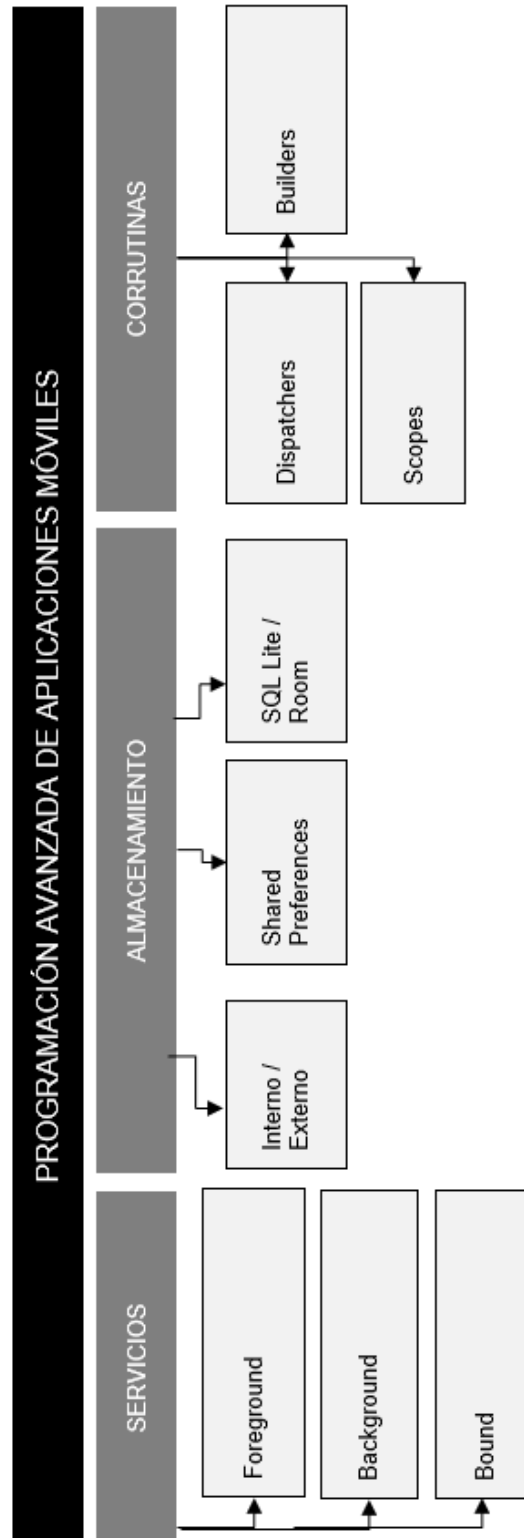 PROGRAMACIÓN AVANZADA DE APLICACIONES MÓVILES
SERVICIOS
Foreground
Background
Bound
ALMACENAMIENTO
Interno /
Externo
Shared
Preferences
SQL Lite /
Room
CORRUTINAS
Dispatchers
Builders
Scopes